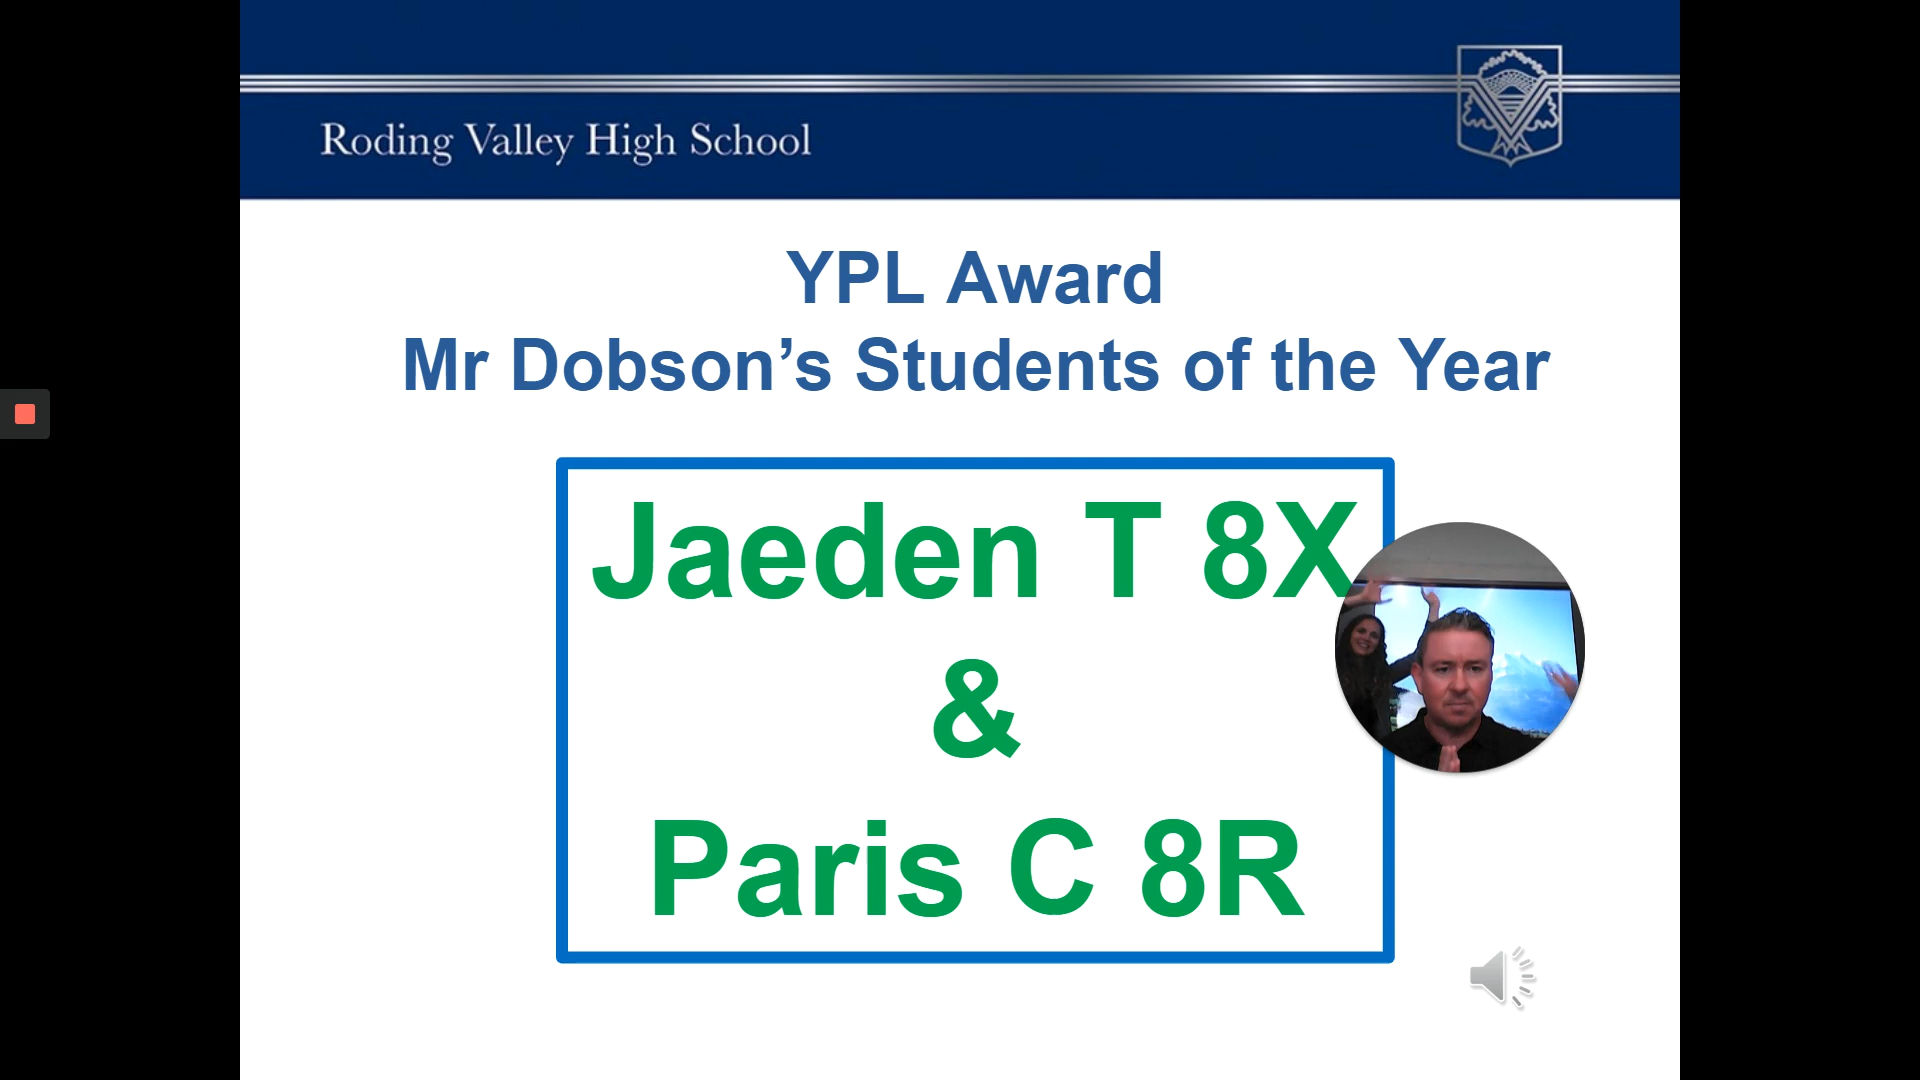 Roding Valley High School
YPL Award
Mr Dobson’s Students of the Year
Jaeden T 8X
&
Paris C 8R